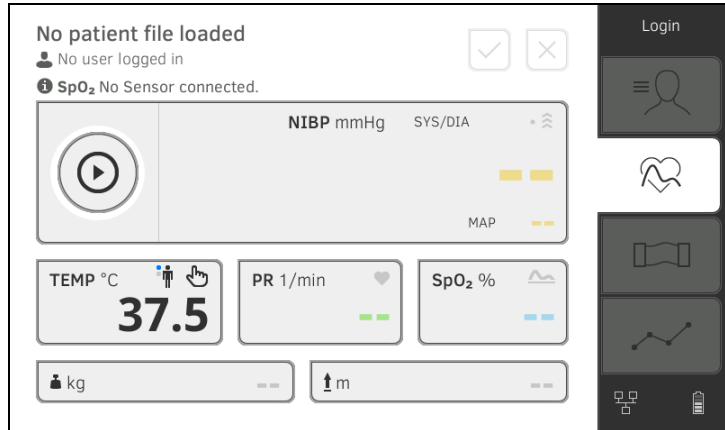 No patient file loaded
Login
No user logged in
SpO₂ No Sensor connected.
NIBP mmHg SYS/DIA
-- --
MAP --
TEMP °C
37.5
PR 1/min
--
SpO₂ %
--
kg --
m --